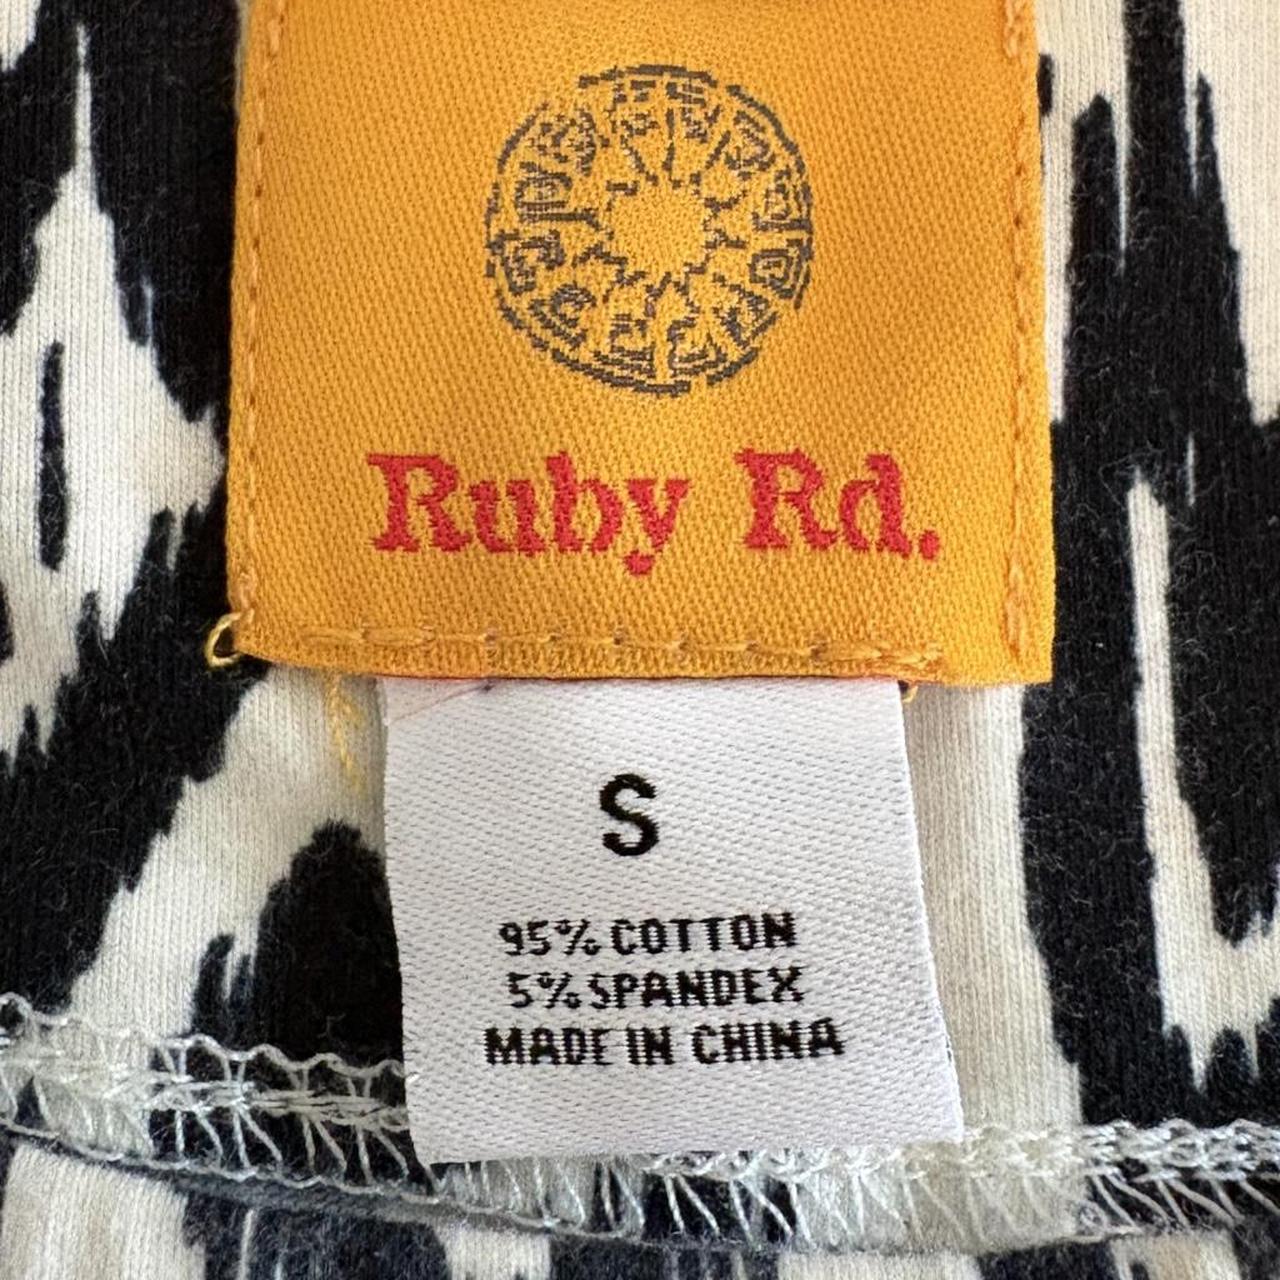 Ruby Rd.
S
95% COTTON
5% SPANDEX
MADE IN CHINA